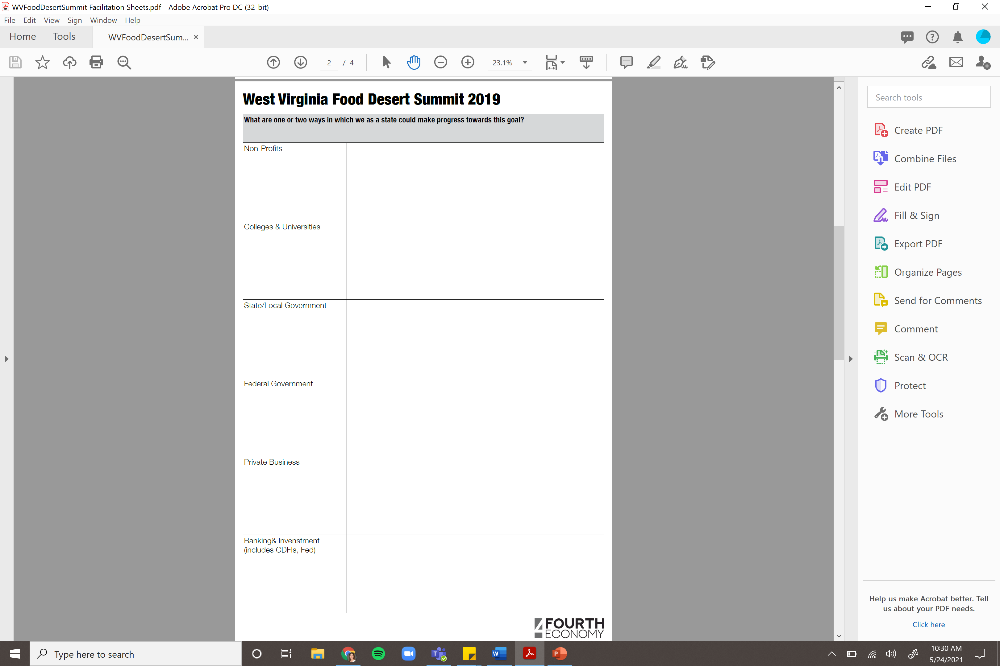 WVFoodDesertSummit Facilitation Sheets.pdf - Adobe Acrobat Pro DC (32-bit)
File Edit View Sign Window Help
Home Tools WVFoodDesertSum... ×
2 / 4 23.1%
West Virginia Food Desert Summit 2019
What are one or two ways in which we as a state could make progress towards this goal?
Non-Profits
Colleges & Universities
State/Local Government
Federal Government
Private Business
Banking& Invenstment
(includes CDFIs, Fed)
FOURTH
ECONOMY
Search tools
Create PDF
Combine Files
Edit PDF
Fill & Sign
Export PDF
Organize Pages
Send for Comments
Comment
Scan & OCR
Protect
More Tools
Help us make Acrobat better. Tell
us about your PDF needs.
Click here
Type here to search
10:30 AM
5/24/2021